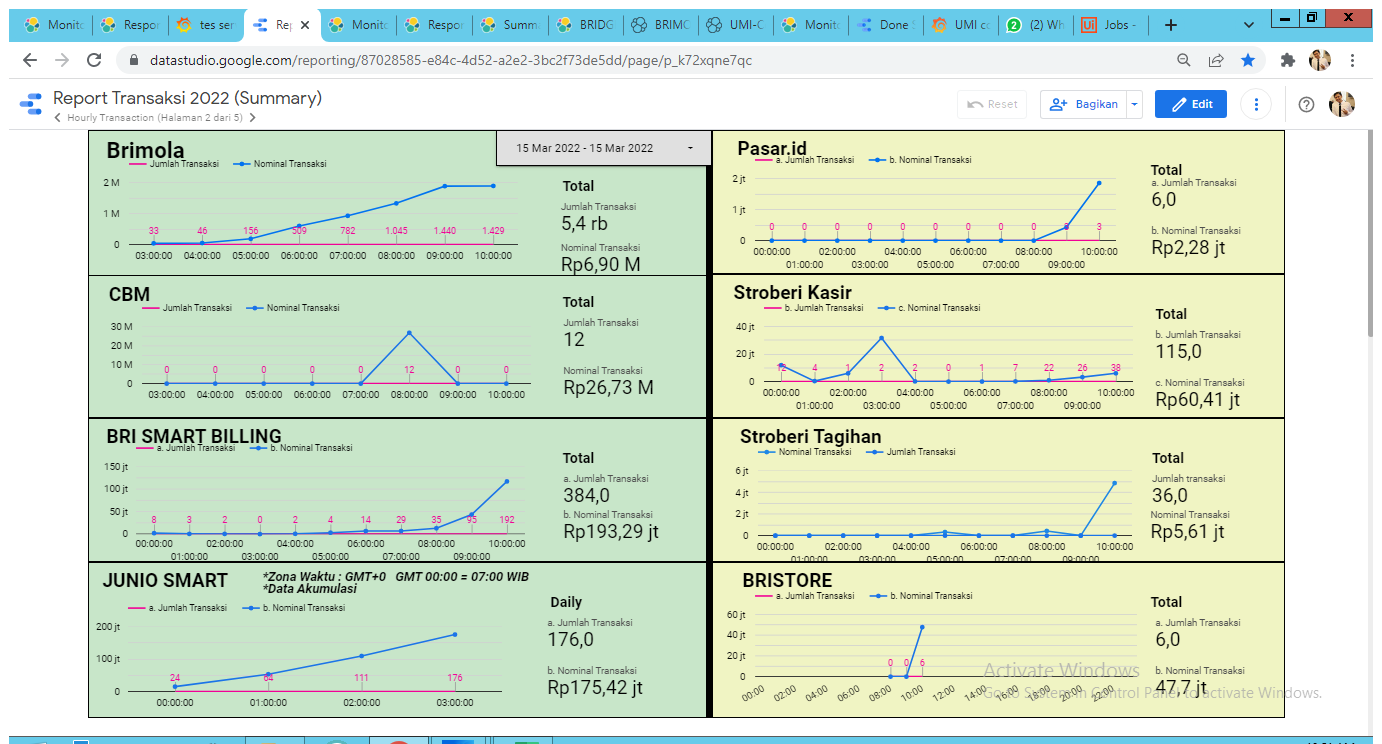 Monito
Respor
tes ser
Rep
Monito
Respor
Summa
BRIDG
BRIMO
UMI-C
Monito
Done S
UMI co
(2) Wh
Jobs -
datastudio.google.com/reporting/87028585-e84c-4d52-a2e2-3bc2f73de5dd/page/p_k72xqne7qc
Report Transaksi 2022 (Summary)
Hourly Transaction (Halaman 2 dari 5)
Reset
Bagikan
Edit
Brimola
Jumlah Transaksi Nominal Transaksi
15 Mar 2022 - 15 Mar 2022
2 M
1 M
0
33 46 156 509 782 1.045 1.440 1.429
03:00:00 04:00:00 05:00:00 06:00:00 07:00:00 08:00:00 09:00:00 10:00:00
Total
Jumlah Transaksi
5,4 rb
Nominal Transaksi
Rp6,90 M
Pasar.id
a. Jumlah Transaksi b. Nominal Transaksi
2 jt
1 jt
0
0 0 0 0 0 0 0 0 0 3
00:00:00 02:00:00 04:00:00 06:00:00 08:00:00 10:00:00
01:00:00 03:00:00 05:00:00 07:00:00 09:00:00
Total
a. Jumlah Transaksi
6,0
b. Nominal Transaksi
Rp2,28 jt
CBM
Jumlah Transaksi Nominal Transaksi
30 M
20 M
10 M
0
0 0 0 0 0 12 0 0
03:00:00 04:00:00 05:00:00 06:00:00 07:00:00 08:00:00 09:00:00 10:00:00
Total
Jumlah Transaksi
12
Nominal Transaksi
Rp26,73 M
Stroberi Kasir
b. Jumlah Transaksi c. Nominal Transaksi
40 jt
20 jt
0
12 4 1 2 2 0 1 7 22 26 38
00:00:00 02:00:00 04:00:00 06:00:00 08:00:00 10:00:00
01:00:00 03:00:00 05:00:00 07:00:00 09:00:00
Total
b. Jumlah Transaksi
115,0
c. Nominal Transaksi
Rp60,41 jt
BRI SMART BILLING
a. Jumlah Transaksi b. Nominal Transaksi
150 jt
100 jt
50 jt
0
8 3 2 0 2 4 14 29 35 95 192
00:00:00 02:00:00 04:00:00 06:00:00 08:00:00 10:00:00
01:00:00 03:00:00 05:00:00 07:00:00 09:00:00
Total
a. Jumlah Transaksi
384,0
b. Nominal Transaksi
Rp193,29 jt
Stroberi Tagihan
Nominal Transaksi Jumlah Transaksi
6 jt
4 jt
2 jt
0
00:00:00 02:00:00 04:00:00 06:00:00 08:00:00 10:00:00
01:00:00 03:00:00 05:00:00 07:00:00 09:00:00
Total
Jumlah transaksi
36,0
Nominal Transaksi
Rp5,61 jt
JUNIO SMART
*Zona Waktu : GMT+0 GMT 00:00 = 07:00 WIB
*Data Akumulasi
a. Jumlah Transaksi b. Nominal Transaksi
200 jt
100 jt
0
24 64 111 176
00:00:00 01:00:00 02:00:00 03:00:00
Daily
a. Jumlah Transaksi
176,0
b. Nominal Transaksi
Rp175,42 jt
BRISTORE
a. Jumlah Transaksi b. Nominal Transaksi
60 jt
40 jt
20 jt
0
0 0 6
00:00 02:00 04:00 06:00 08:00 10:00 12:00 14:00 16:00 18:00 20:00 22:00
Total
a. Jumlah Transaksi
6,0
b. Nominal Transaksi
47,7 jt
Activate Windows
Go to System in Control Panel to activate Windows.